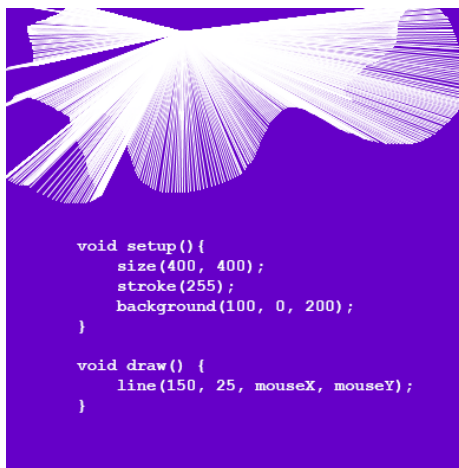 void setup(){
    size(400, 400);
    stroke(255);
    background(100, 0, 200);
}

void draw() {
    line(150, 25, mouseX, mouseY);
}